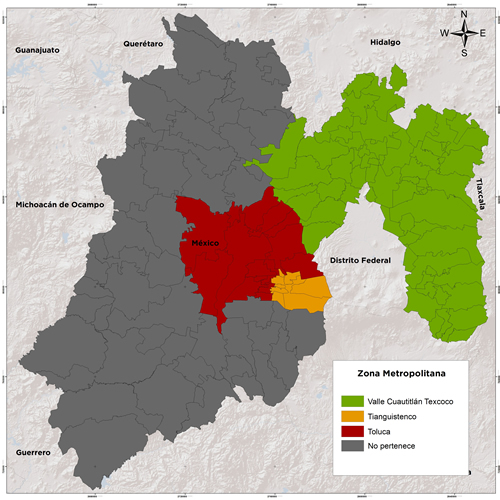 Querétaro
Hidalgo
N
W E
S
Guanajuato
Michoacán de Ocampo
Tlaxcala
México
Distrito Federal
Guerrero
Zona Metropolitana
Valle Cuautitlán Texcoco
Tianguistenco
Toluca
No pertenece